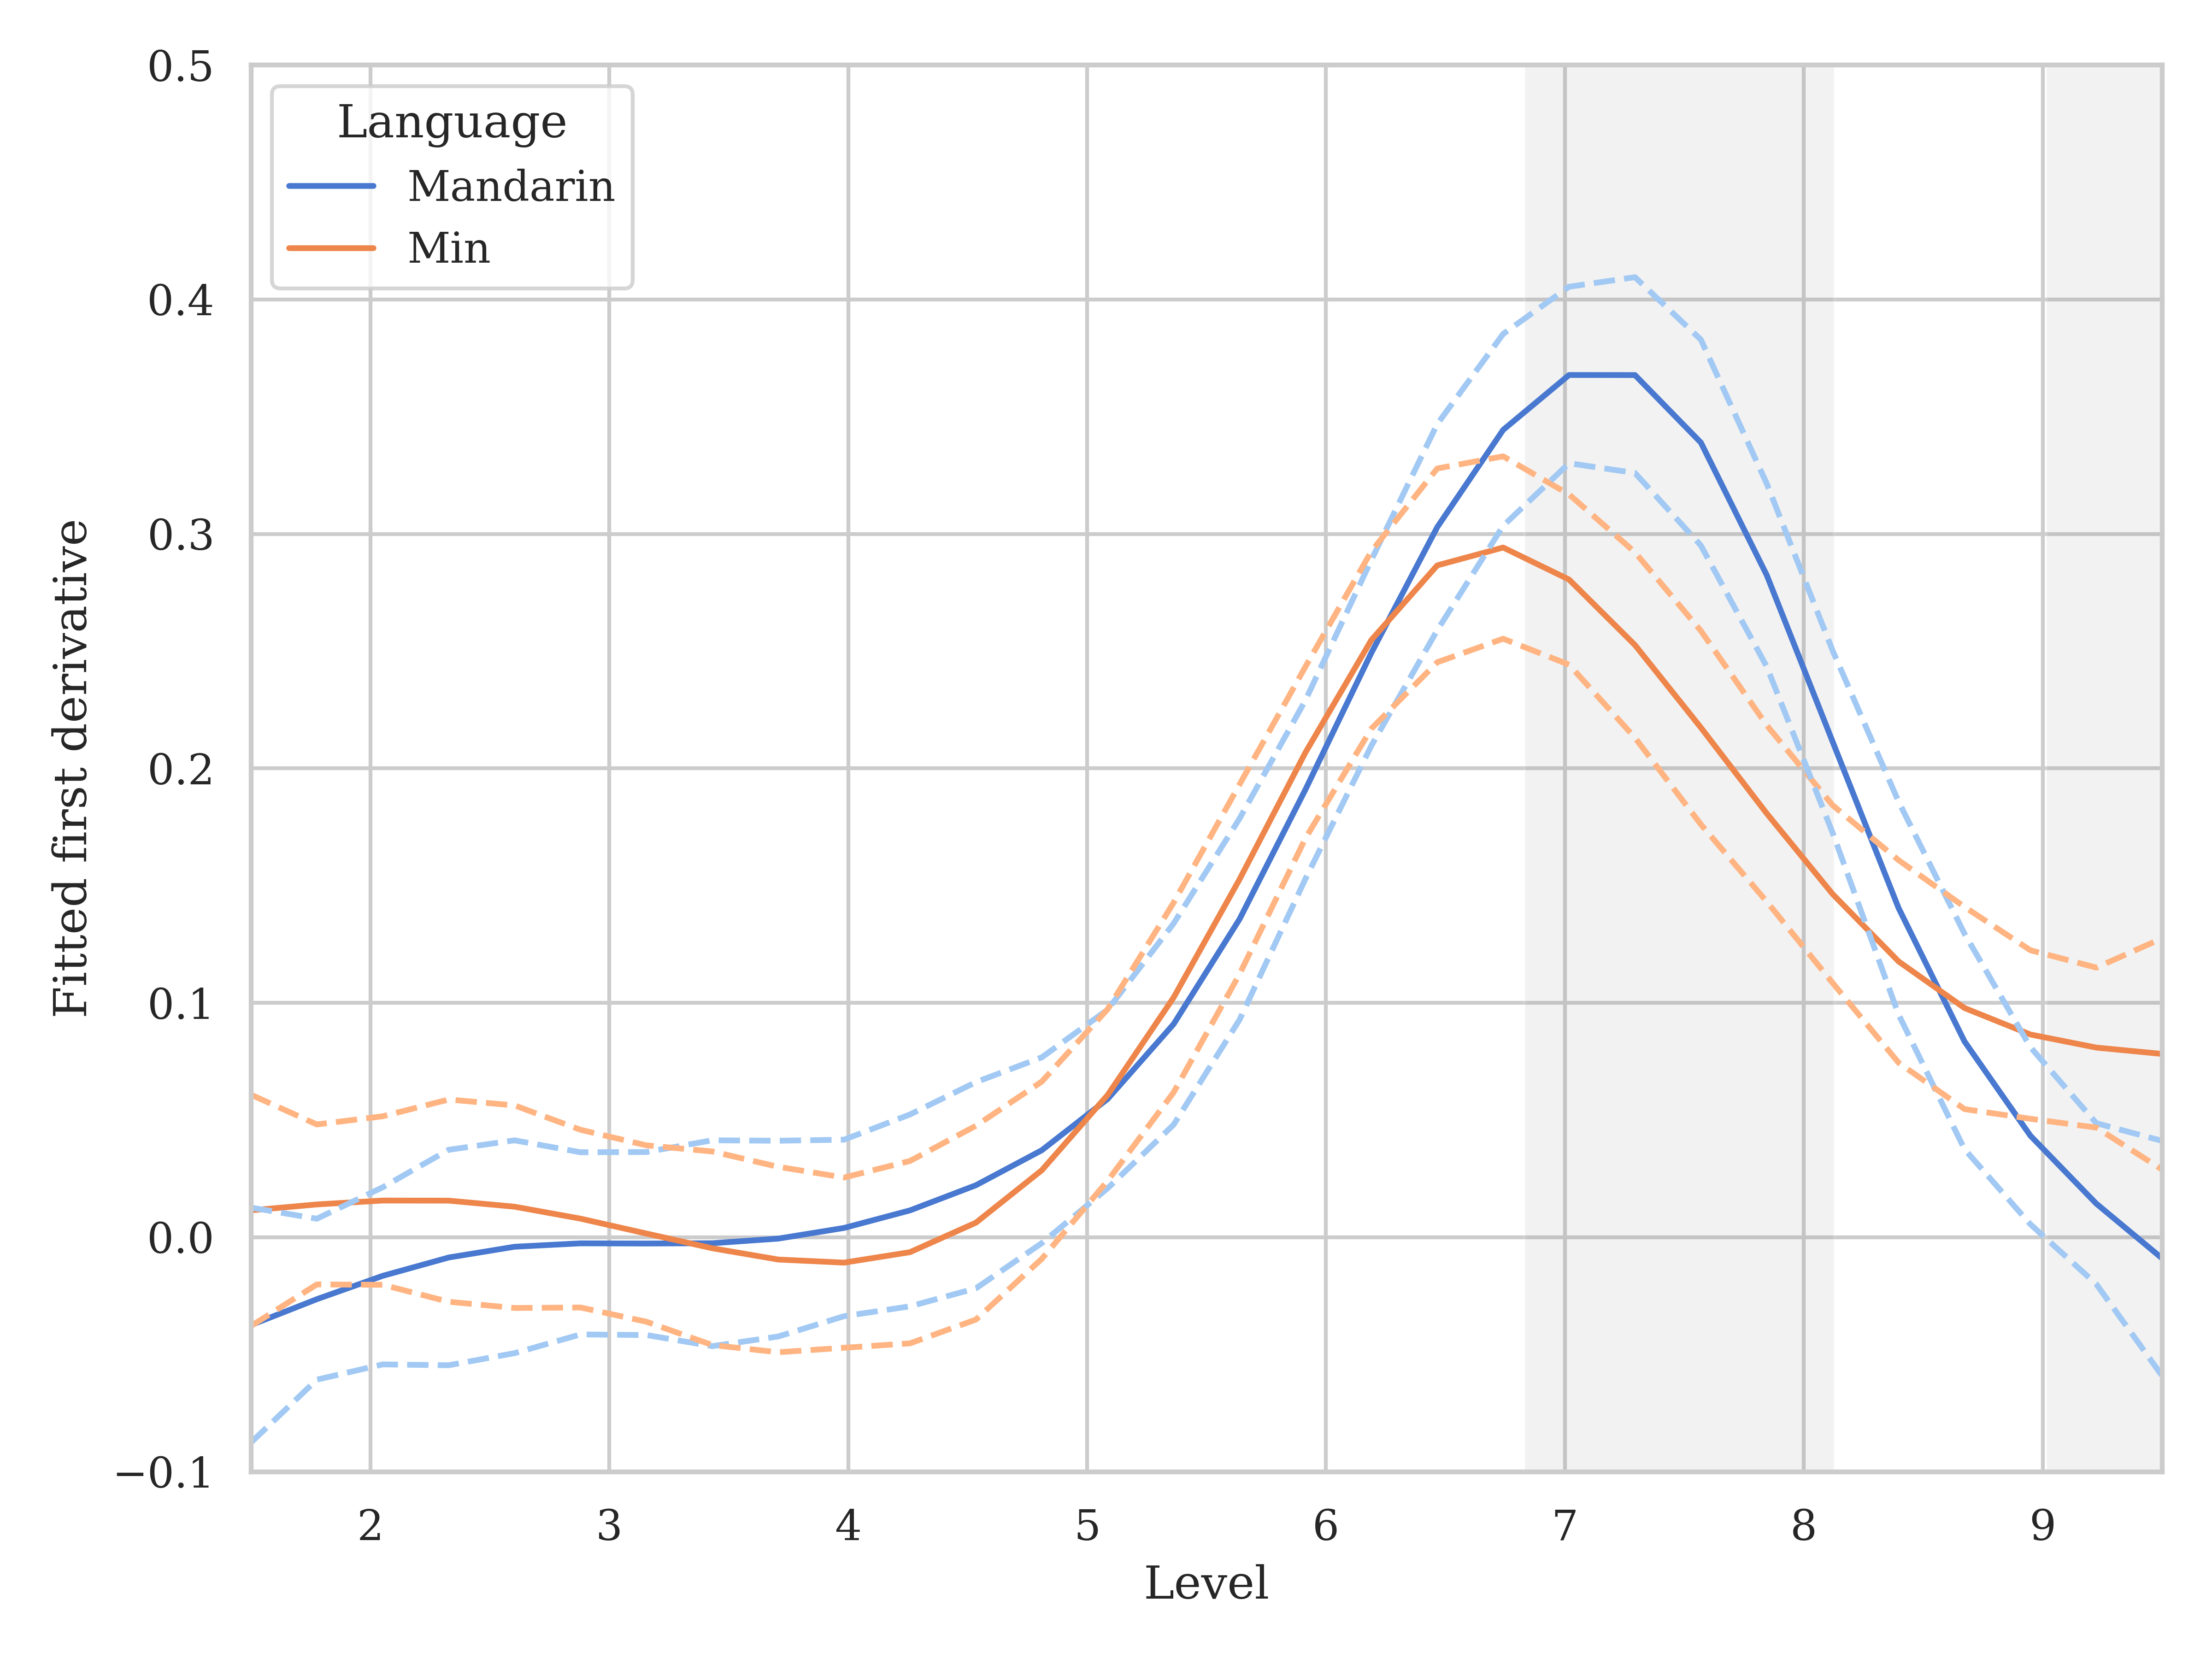 0.5
0.4
0.3
0.2
0.1
0.0
−0.1
Fitted first derivative
Language
Mandarin
Min
2 3 4 5 6 7 8 9
Level